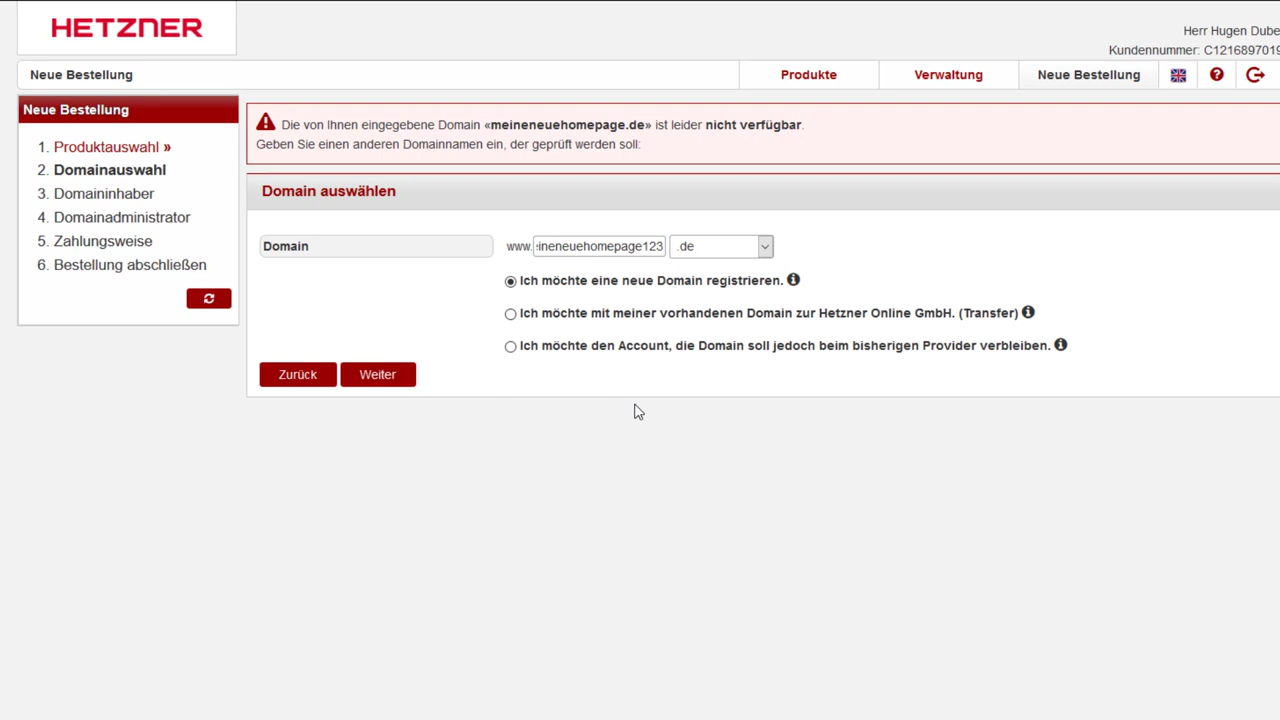 HETZNER
Herr Hugen Dube
Kundennummer: C1216897019
Neue Bestellung
Produkte
Verwaltung
Neue Bestellung
Neue Bestellung
1. Produktauswahl »
2. Domainauswahl
3. Domaininhaber
4. Domainadministrator
5. Zahlungsweise
6. Bestellung abschließen
Die von Ihnen eingegebene Domain «meineneuehomepage.de» ist leider nicht verfügbar.
Geben Sie einen anderen Domainnamen ein, der geprüft werden soll:
Domain auswählen
Domain www. ineneuehomepage123 .de
Ich möchte eine neue Domain registrieren.
Ich möchte mit meiner vorhandenen Domain zur Hetzner Online GmbH. (Transfer)
Ich möchte den Account, die Domain soll jedoch beim bisherigen Provider verbleiben.
Zurück Weiter